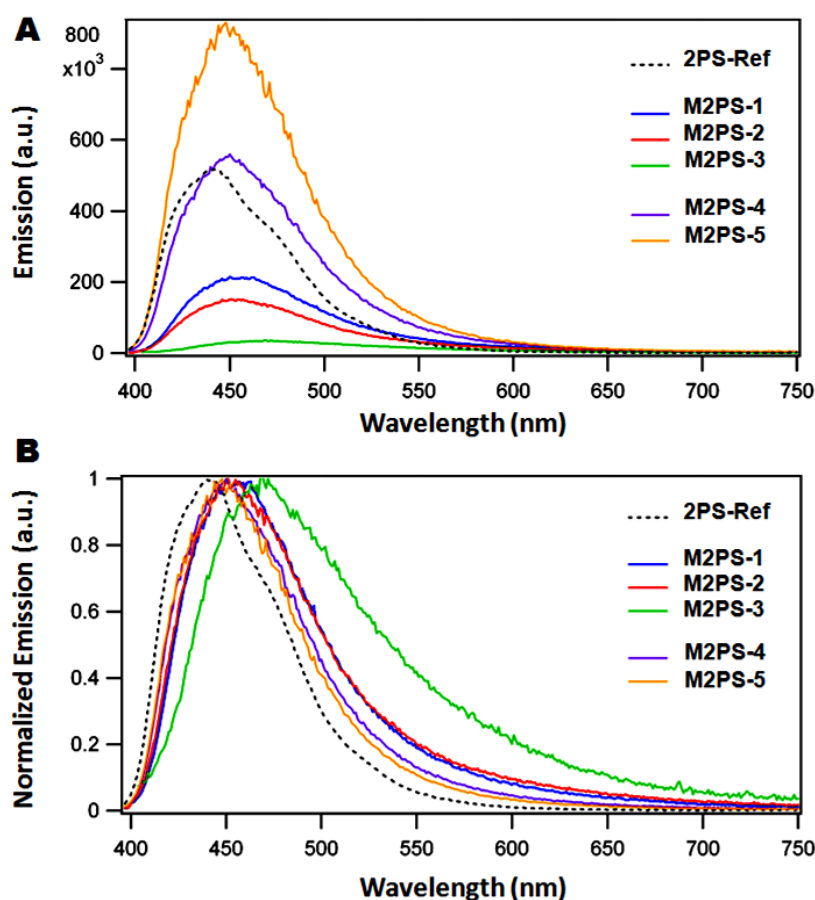 A
800
x10³
600
400
200
0
Emission (a.u.)
2PS-Ref
M2PS-1
M2PS-2
M2PS-3
M2PS-4
M2PS-5
400 450 500 550 600 650 700 750
Wavelength (nm)
B
1
0.8
0.6
0.4
0.2
0
Normalized Emission (a.u.)
2PS-Ref
M2PS-1
M2PS-2
M2PS-3
M2PS-4
M2PS-5
400 450 500 550 600 650 700 750
Wavelength (nm)